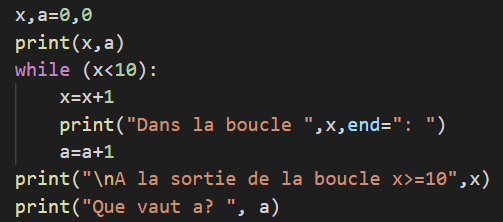 x,a=0,0
print(x,a)
while (x<10):
    x=x+1
    print("Dans la boucle ",x,end=": ")
    a=a+1
print("\nA la sortie de la boucle x>=10",x)
print("Que vaut a? ", a)